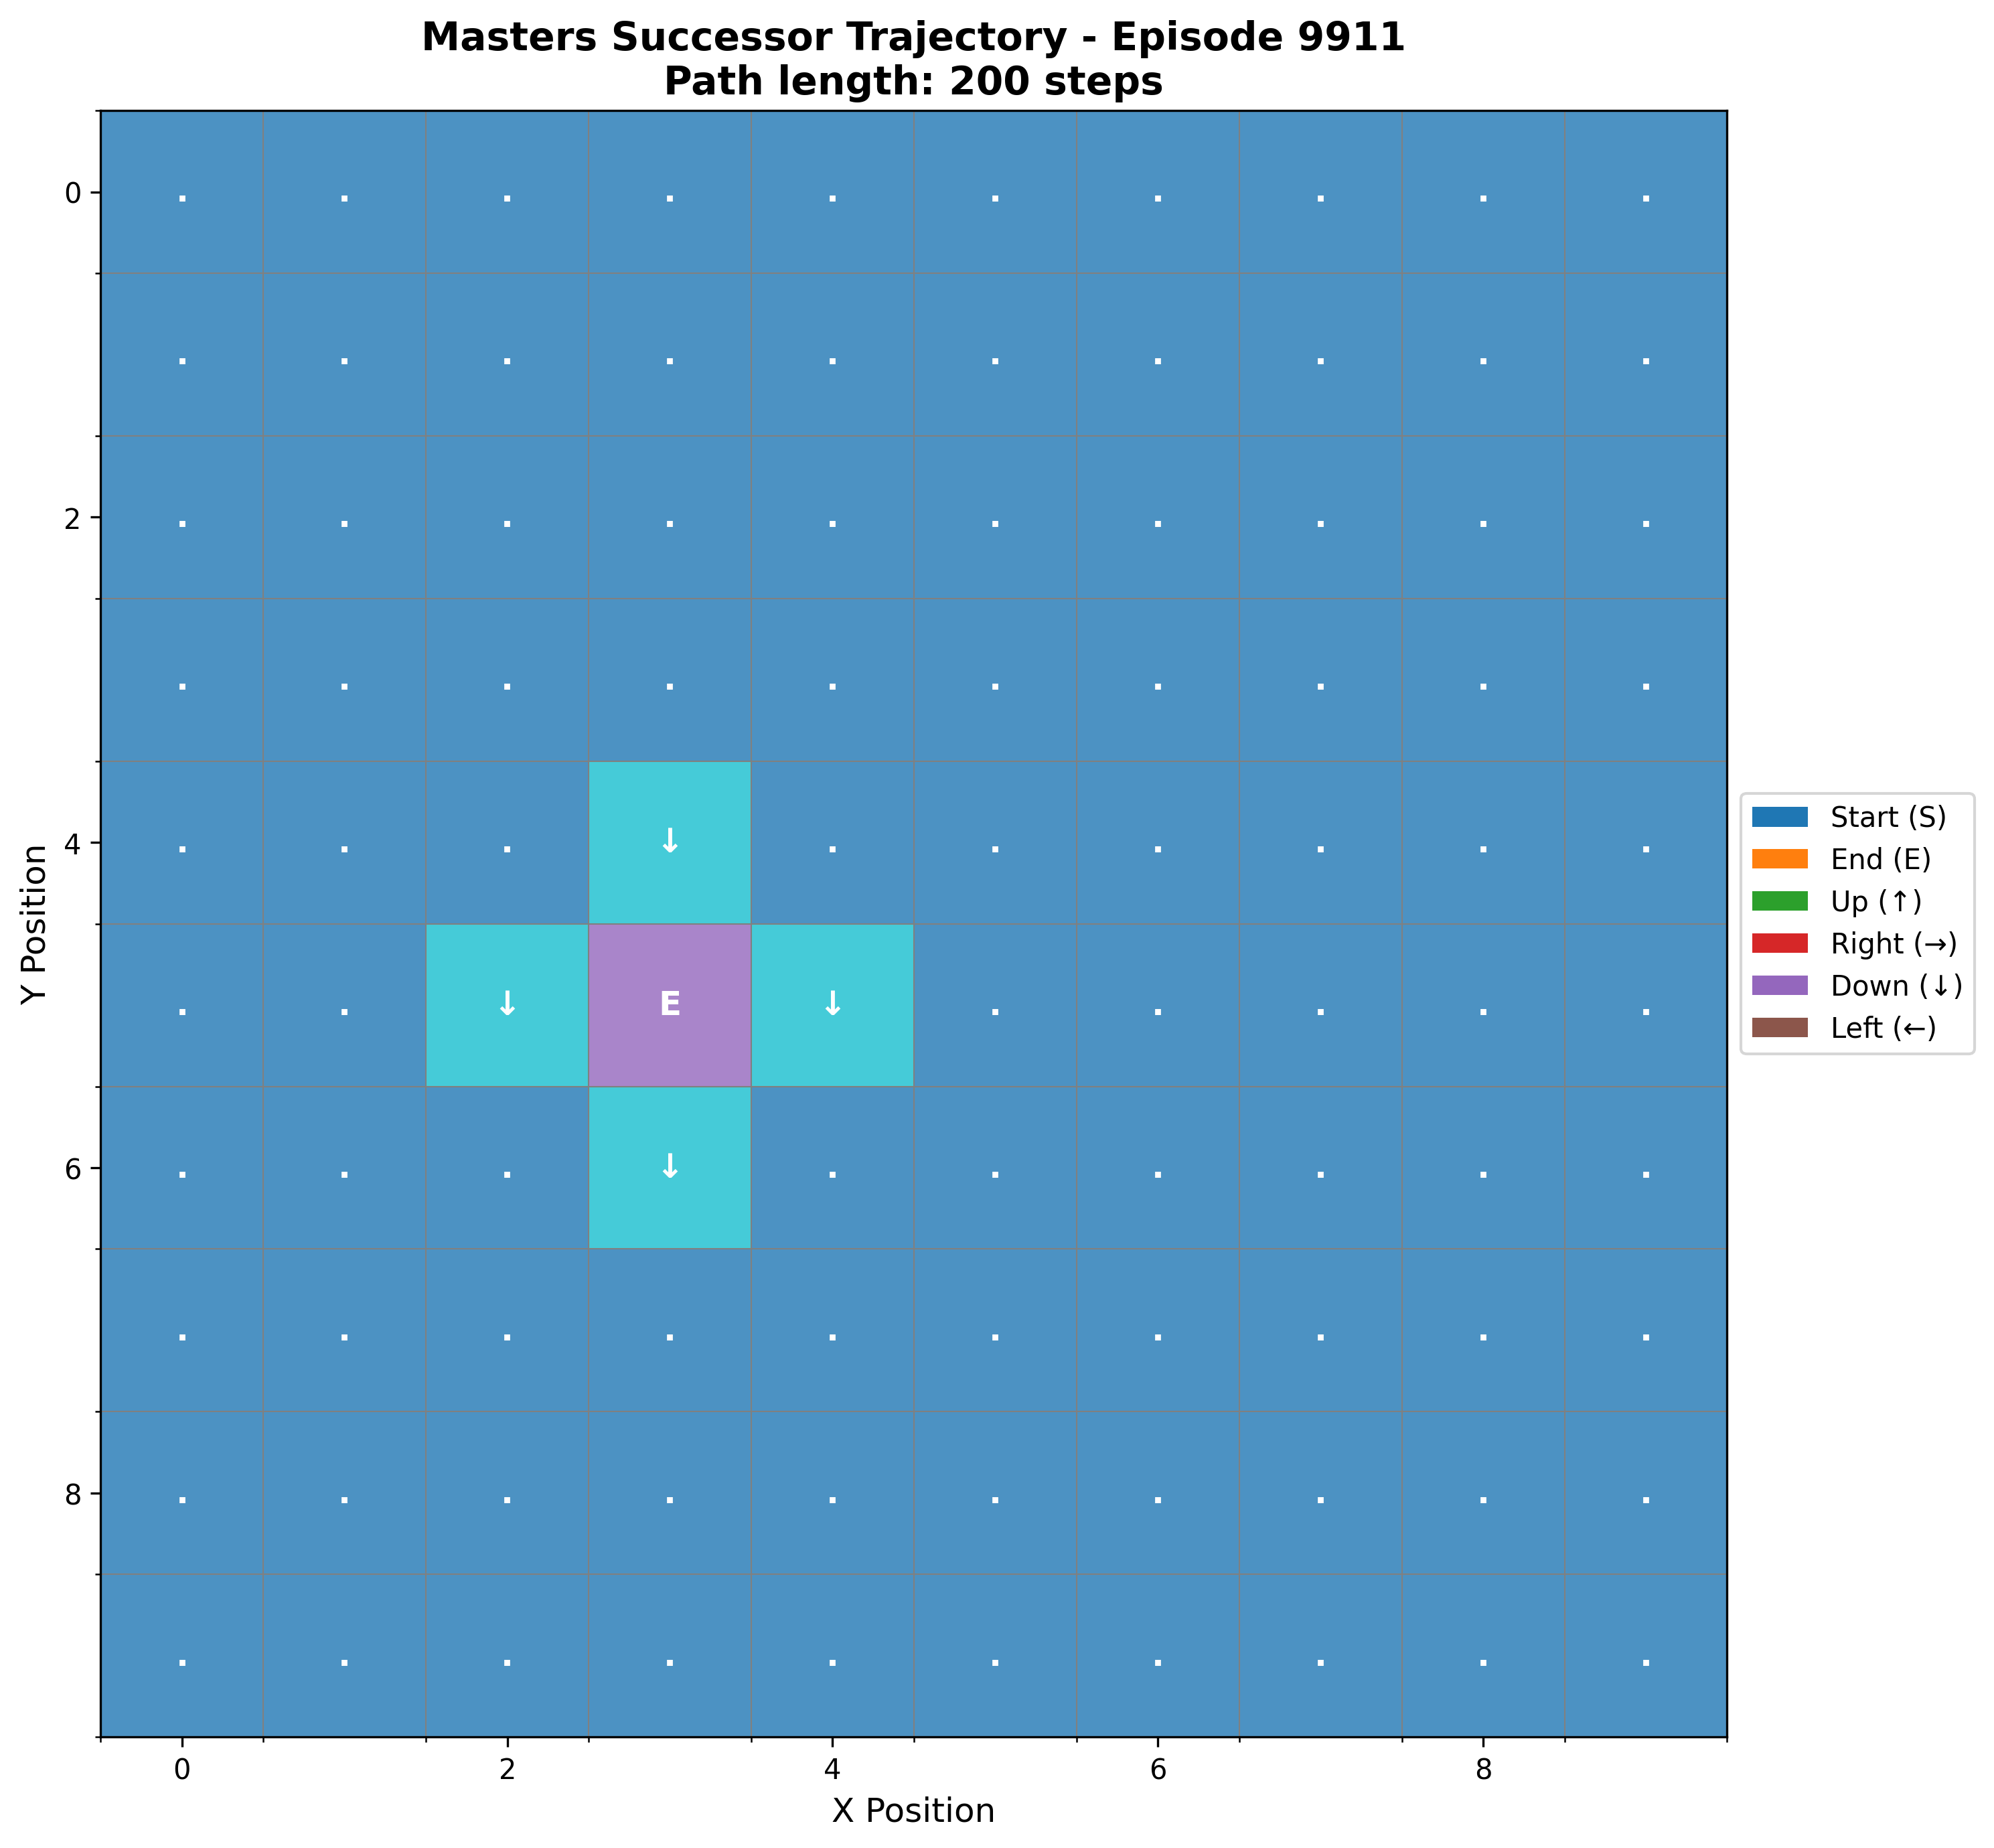 Masters Successor Trajectory - Episode 9911
Path length: 200 steps
0
2
↓
4
↓ E ↓
↓
6
8
Y Position
0 2 4 6 8
X Position
Start (S)
End (E)
Up (↑)
Right (→)
Down (↓)
Left (←)